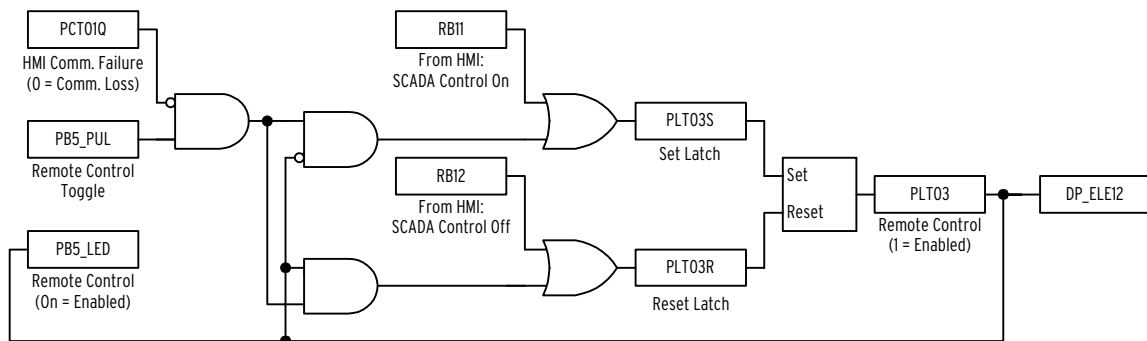 PCT01Q
HMI Comm. Failure
(0 = Comm. Loss)
PB5_PUL
Remote Control
Toggle
PB5_LED
Remote Control
(On = Enabled)
RB11
From HMI:
SCADA Control On
RB12
From HMI:
SCADA Control Off
PLT03S
Set Latch
PLT03R
Reset Latch
Set
Reset
PLT03
Remote Control
(1 = Enabled)
DP_ELE12